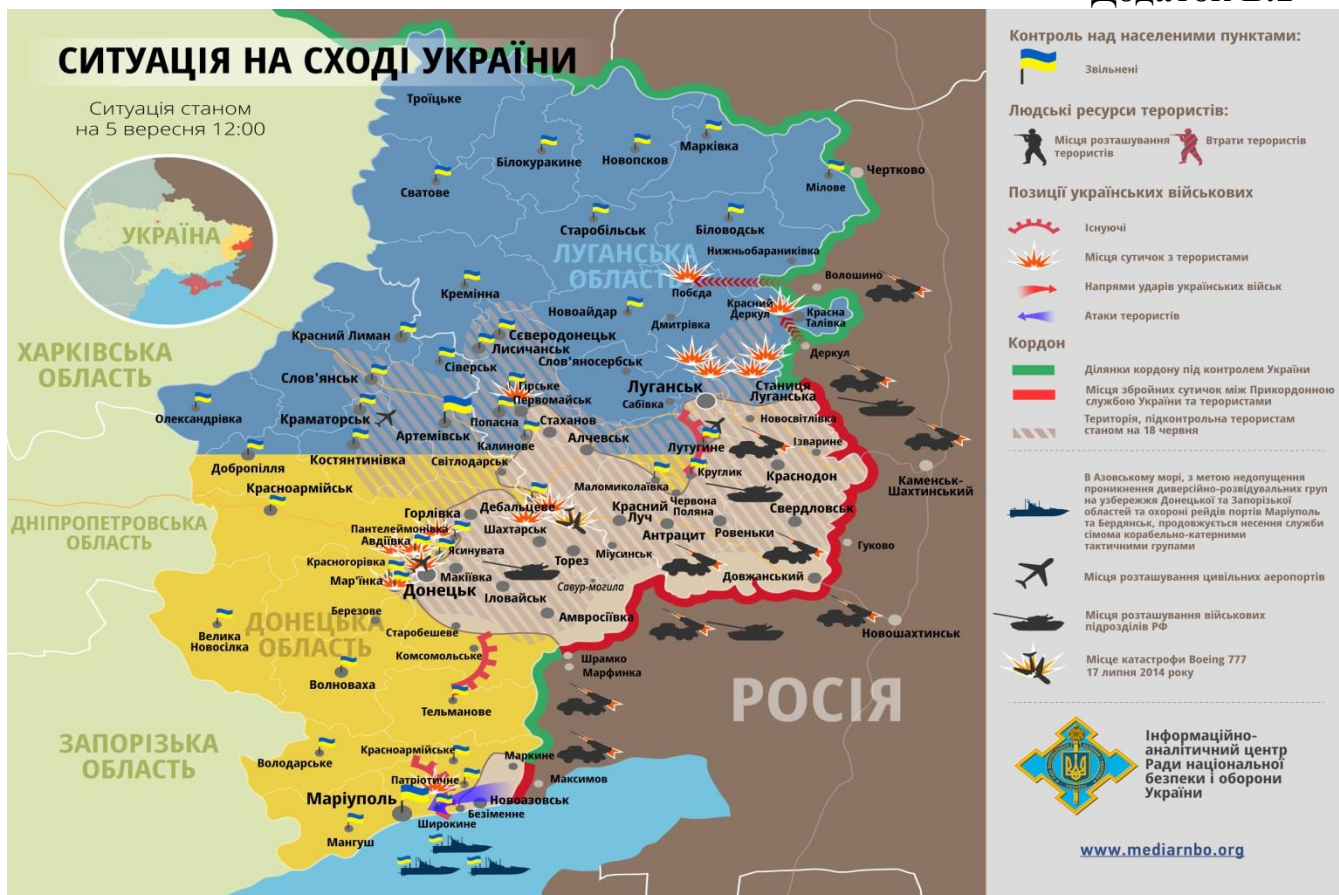 СИТУАЦІЯ НА СХОДІ УКРАЇНИ
Ситуація станом
на 5 вересня 12:00
УКРАЇНА
Троїцьке
Білокуракине
Новопсков
Марківка
Сватове
Мілове
Чертково
Старобільськ
Біловодськ
ЛУГАНСЬКА
ОБЛАСТЬ
Нижньобараниківка
Волошино
Кремінна
Побєда
Новоайдар
Красний
Деркул
Красна
Талівка
Дмитрівка
Деркул
ХАРКІВСЬКА
ОБЛАСТЬ
Красний Лиман
Сєверодонецк
Лисичанськ
Сіверськ
Слов'яносербськ
Слов'янськ
Гірське
Луганськ
Станиця
Луганська
Первомайськ
Сабівка
Олександрівка
Краматорськ
Попасна
Стаханов
Новосвітлівка
Артемівськ
Калинове
Алчевськ
Лутугине
Ізварине
Добропілля
Костянтинівка
Світлодарськ
Круглик
Краснодон
Каменськ-
Шахтинський
Красноармійськ
Маломиколаївка
Червона
Поляна
Свердловськ
ДНІПРОПЕТРОВСЬКА
ОБЛАСТЬ
Горлівка
Дебальцеве
Красний
Луч
Пантелеймонівка
Шахтарськ
Антрацит
Ровеньки
Авдіївка
Ясинувата
Міусинськ
Гуково
Красногорівка
Торез
Мар'їнка
Макіївка
Савур-могила
Довжанський
Донецьк
Іловайськ
Березове
Амвросіївка
ДОНЕЦЬКА
ОБЛАСТЬ
Велика
Новосілка
Старобешеве
Новошахтинськ
Комсомольське
Шрамко
Марфинка
Волноваха
Тельманове
РОСІЯ
ЗАПОРІЗЬКА
ОБЛАСТЬ
Володарське
Красноармійське
Маркине
Патріотичне
Максимов
Маріуполь
Новоазовськ
Безіменне
Широкине
Мангуш
Контроль над населеними пунктами:
Звільнені
Людські ресурси терористів:
Місця розташування
терористів
Втрати терористів
Позиції українських військових
Існуючі
Місця сутичок з терористами
Напрями ударів українських військ
Атаки терористів
Кордон
Ділянки кордону під контролем України
Місця збройних сутичок між Прикордонною
службою України та терористами
Територія, підконтрольна терористам
станом на 18 червня
В Азовському морі, з метою недопущення
проникнення диверсійно-розвідувальних груп
на узбережжя Донецької та Запорізької
областей та охороні рейдів портів Маріуполь
та Бердянськ, продовжується несення служби
сімома корабельно-катерними
тактичними групами
Місця розташування цивільних аеропортів
Місця розташування військових
підрозділів РФ
Місце катастрофи Boeing 777
17 липня 2014 року
Інформаційно-
аналітичний центр
Ради національної
безпеки і оборони
України
www.mediarnbo.org